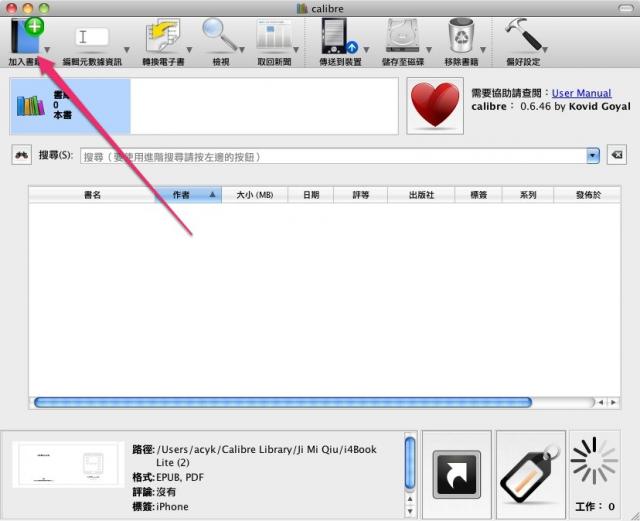 calibre
加入書籍
編輯元數據資訊
轉換電子書
檢視
取回新聞
傳送到裝置
儲存至磁碟
移除書籍
偏好設定
0
本書
需要協助請查閱：User Manual
calibre： 0.6.46 by Kovid Goyal
搜尋(S):
搜尋（要使用進階搜尋請按左邊的按鈕）
書名
作者
大小 (MB)
日期
評等
出版社
標籤
系列
發佈於
路徑:/Users/acyk/Calibre Library/Ji Mi Qiu/i4Book
Lite (2)
格式:EPUB, PDF
評論:沒有
標籤:iPhone
工作： 0